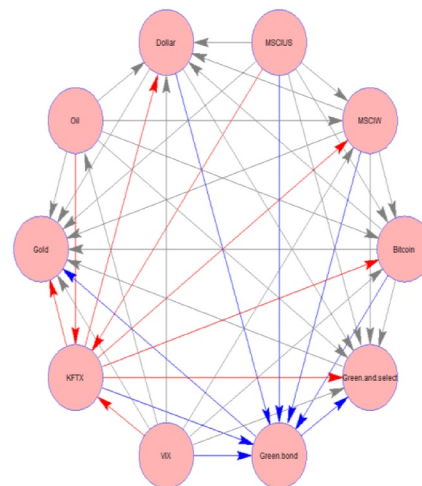 Dollar
MSCIUS
Oil
MSCIW
Gold
Bitcoin
KFTX
Green.and.select
VIX
Green.bond